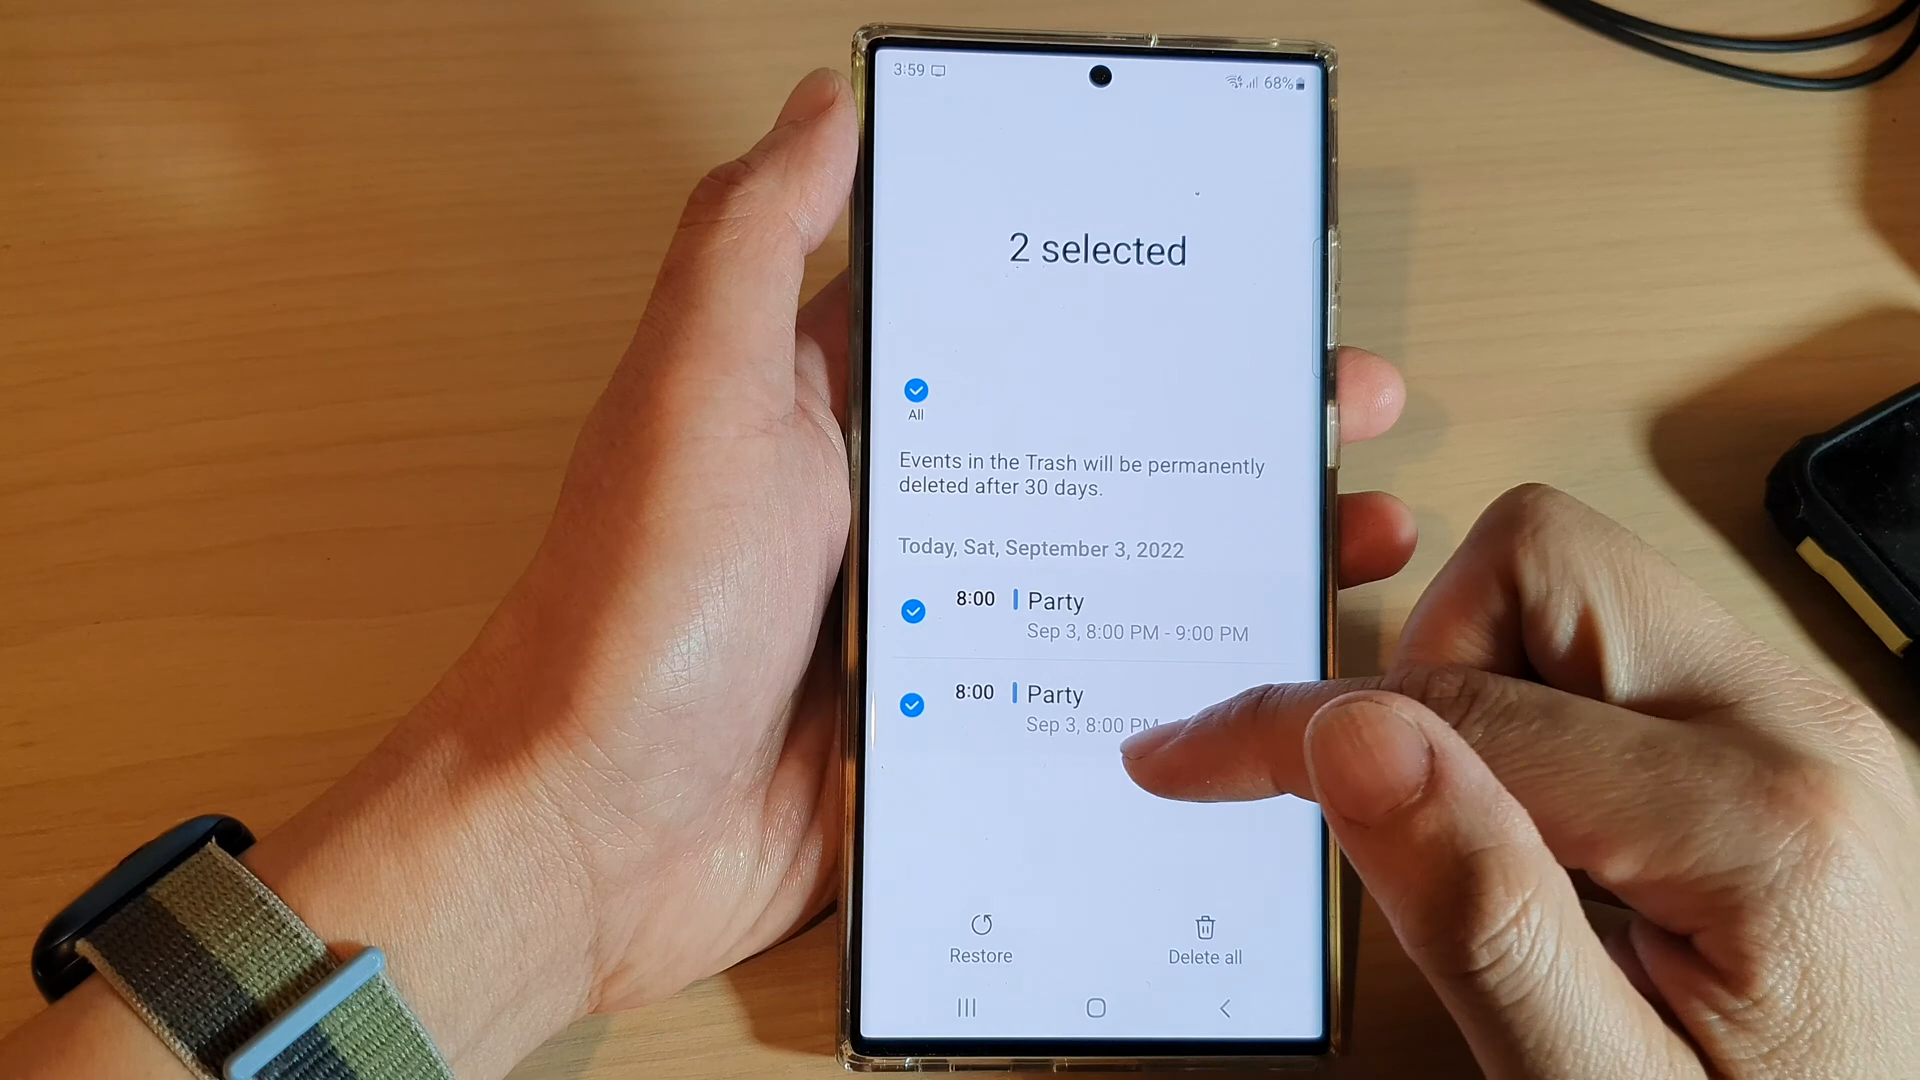 3:59
68%
2 selected
All
Events in the Trash will be permanently
deleted after 30 days.
Today, Sat, September 3, 2022
8:00 Party
Sep 3, 8:00 PM - 9:00 PM
8:00 Party
Sep 3, 8:00 PM
Restore
Delete all